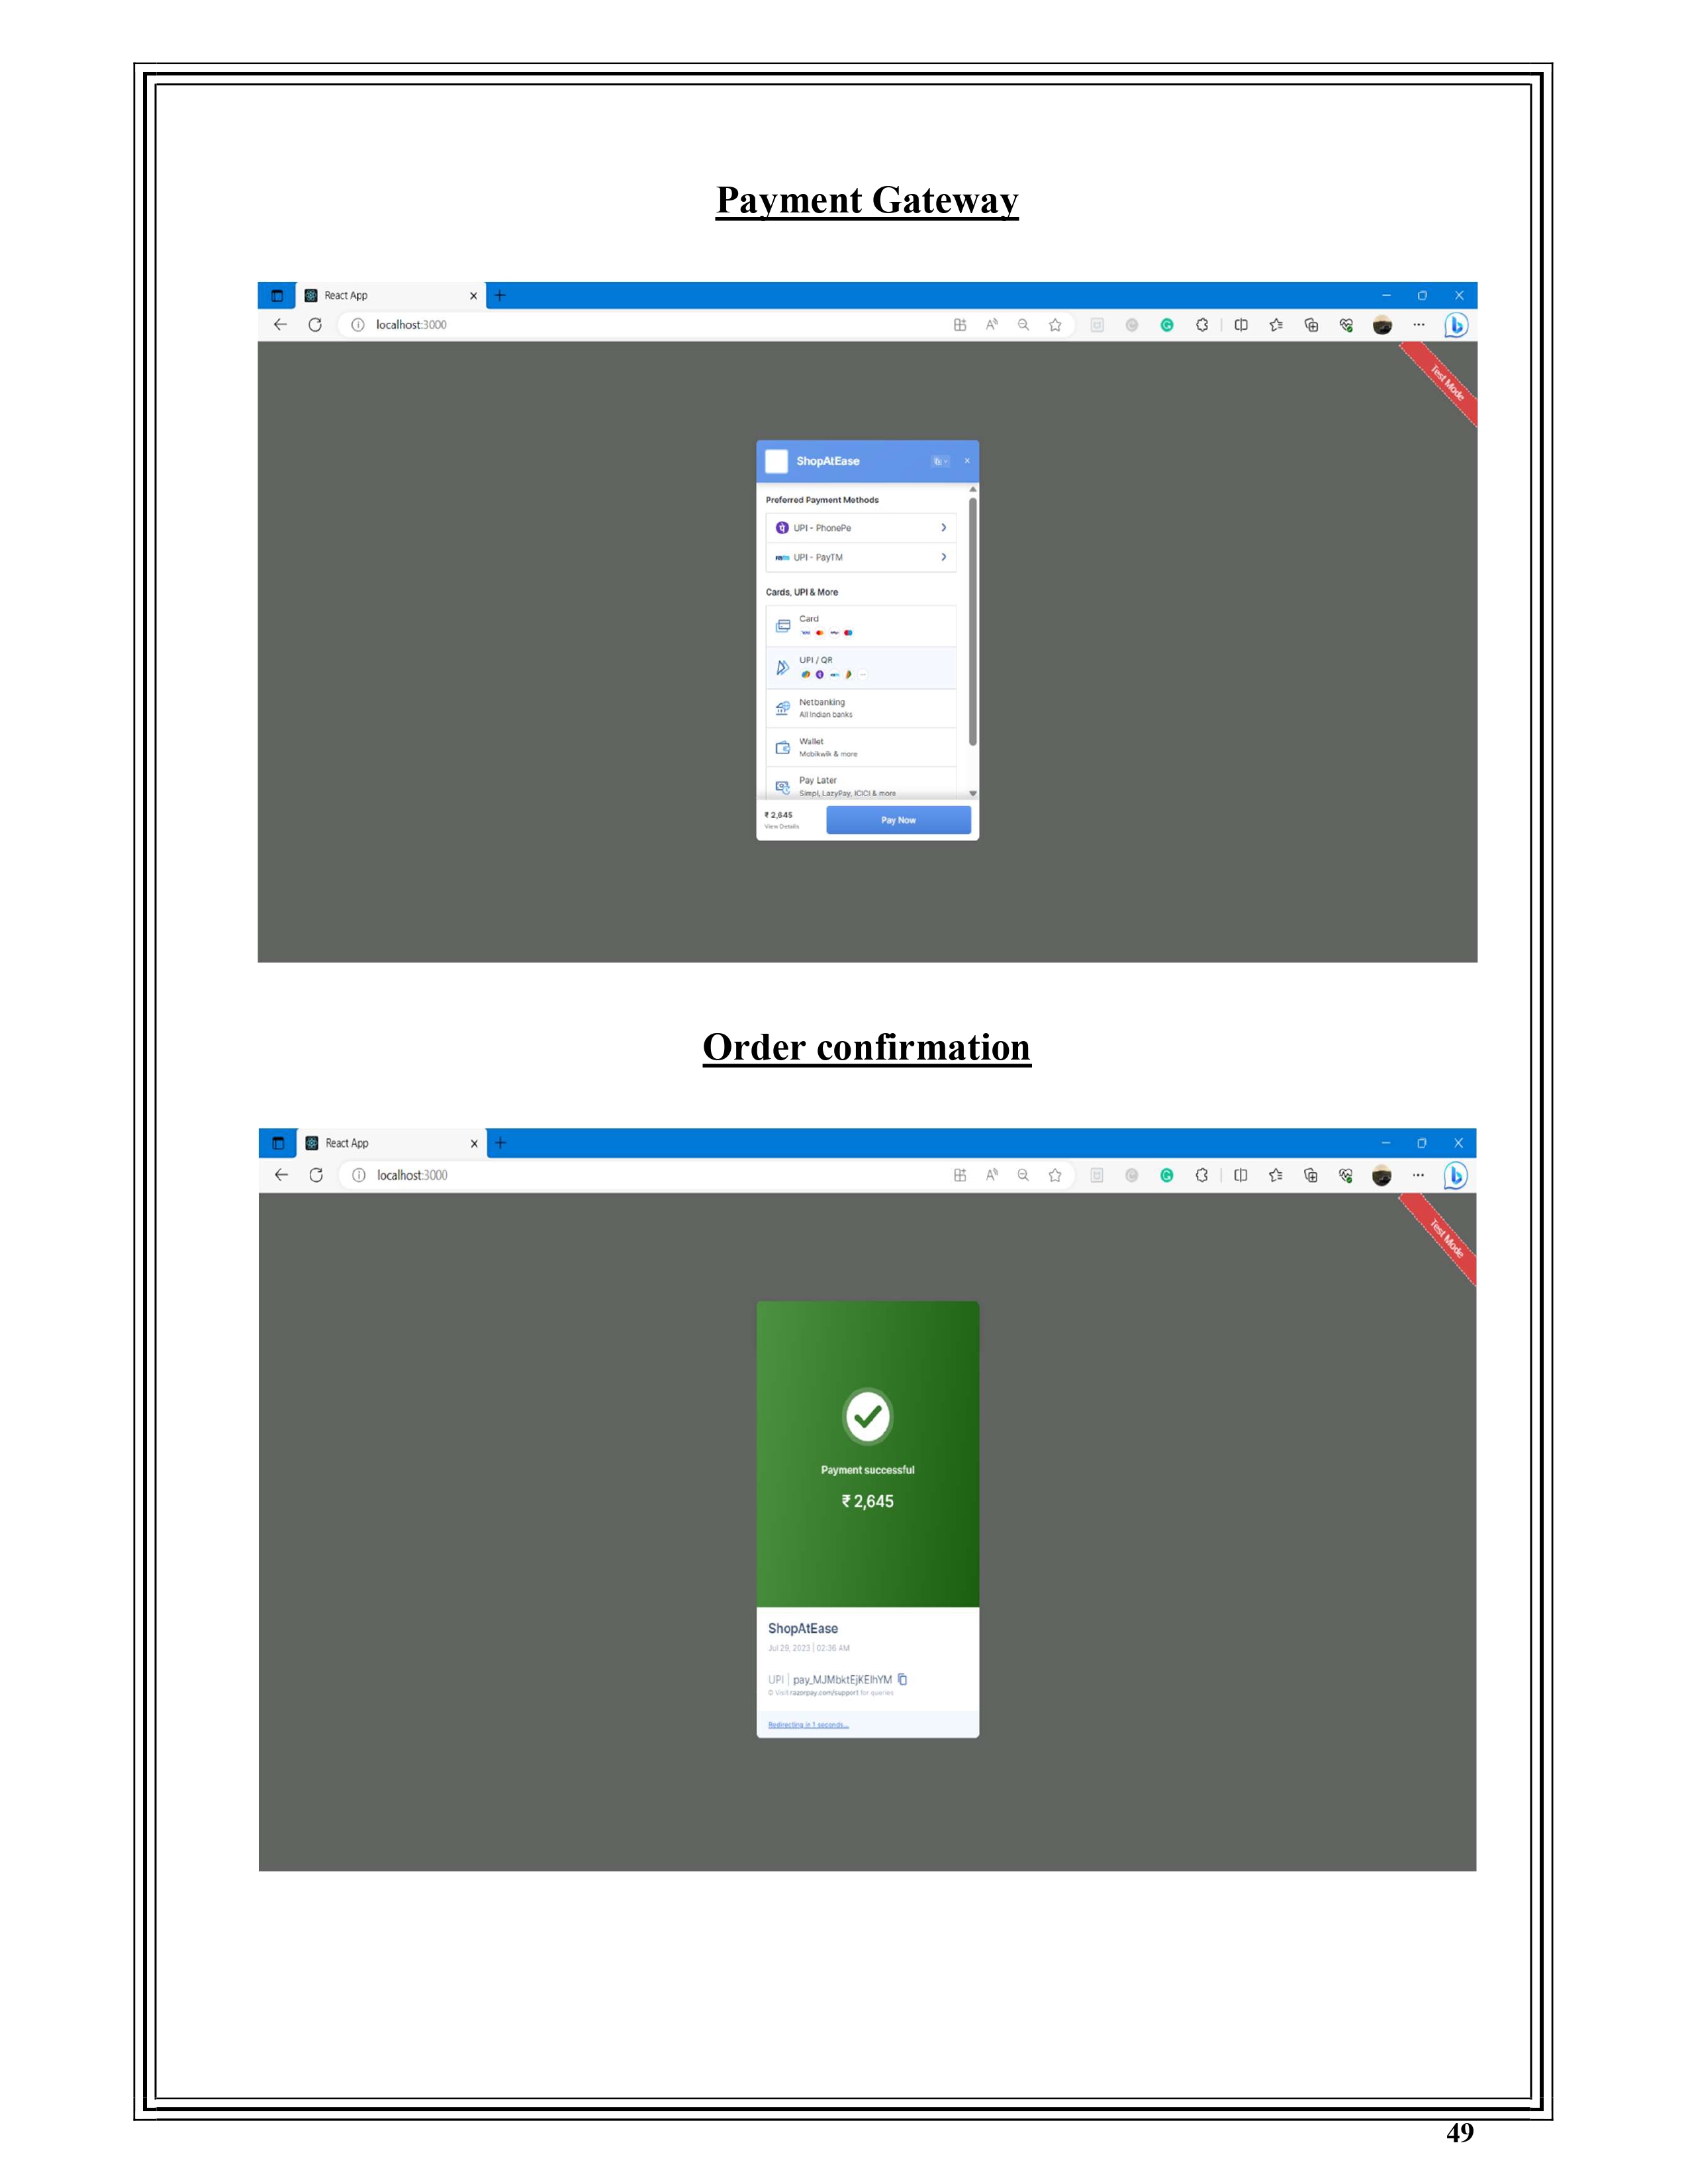 Payment Gateway
React App
localhost:3000
Test Mode
ShopAtEase
Preferred Payment Methods
UPI - PhonePe
UPI - PayTM
Cards, UPI & More
Card
UPI / QR
Netbanking
All Indian banks
Wallet
Mobikwik & more
Pay Later
Simpl, LazyPay, ICICI & more
₹ 2,645
View Details
Pay Now
Order confirmation
React App
localhost:3000
Test Mode
Payment successful
₹ 2,645
ShopAtEase
Jul 29, 2023 | 02:36 AM
UPI | pay_MJMbktEjKEIhYM
Visit razorpay.com/support for queries
Redirecting in 1 seconds...
49